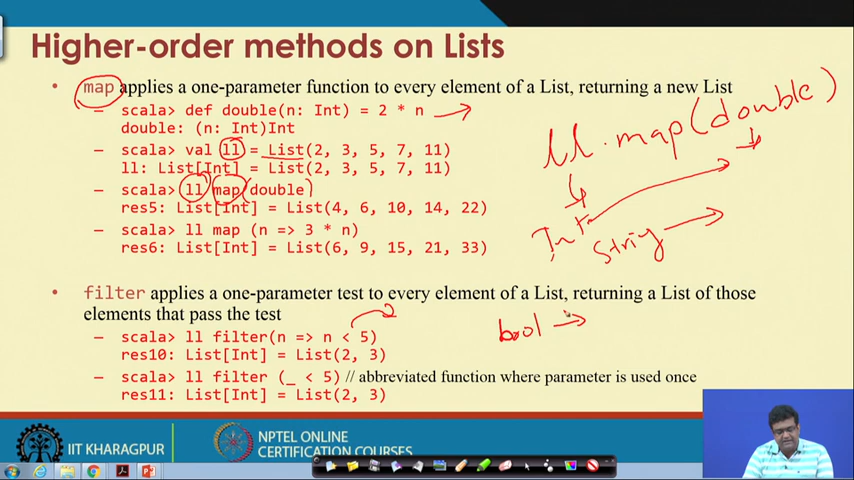 Higher-order methods on Lists
• map applies a one-parameter function to every element of a List, returning a new List
– scala> def double(n: Int) = 2 * n
double: (n: Int)Int
– scala> val ll = List(2, 3, 5, 7, 11)
ll: List[Int] = List(2, 3, 5, 7, 11)
– scala> ll map (double)
res5: List[Int] = List(4, 6, 10, 14, 22)
– scala> ll map (n => 3 * n)
res6: List[Int] = List(6, 9, 15, 21, 33)
ll.map(double)
Int
String
• filter applies a one-parameter test to every element of a List, returning a List of those
elements that pass the test
– scala> ll filter(n => n < 5)
res10: List[Int] = List(2, 3)
– scala> ll filter (_ < 5) // abbreviated function where parameter is used once
res11: List[Int] = List(2, 3)
bool
IIT KHARAGPUR
NPTEL ONLINE
CERTIFICATION COURSES